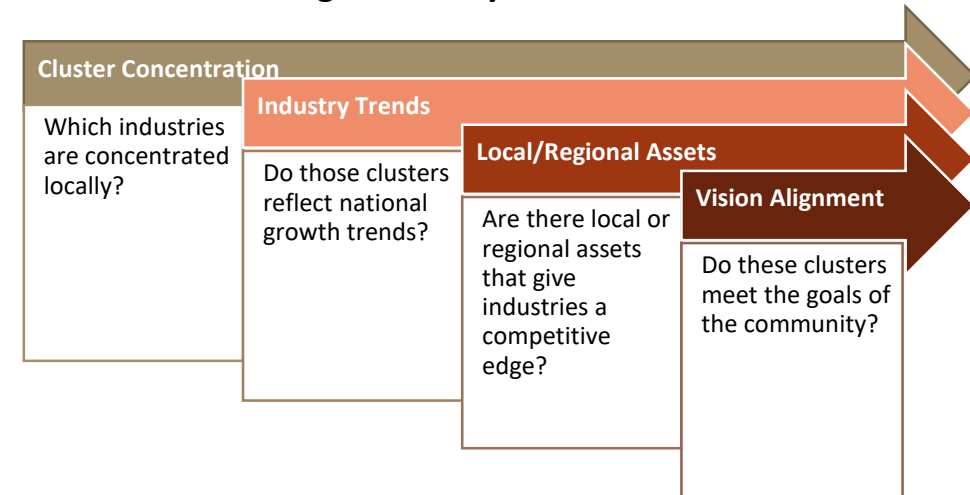 Cluster Concentration
Which industries
are concentrated
locally?
Industry Trends
Do those clusters
reflect national
growth trends?
Local/Regional Assets
Are there local or
regional assets
that give
industries a
competitive
edge?
Vision Alignment
Do these clusters
meet the goals of
the community?